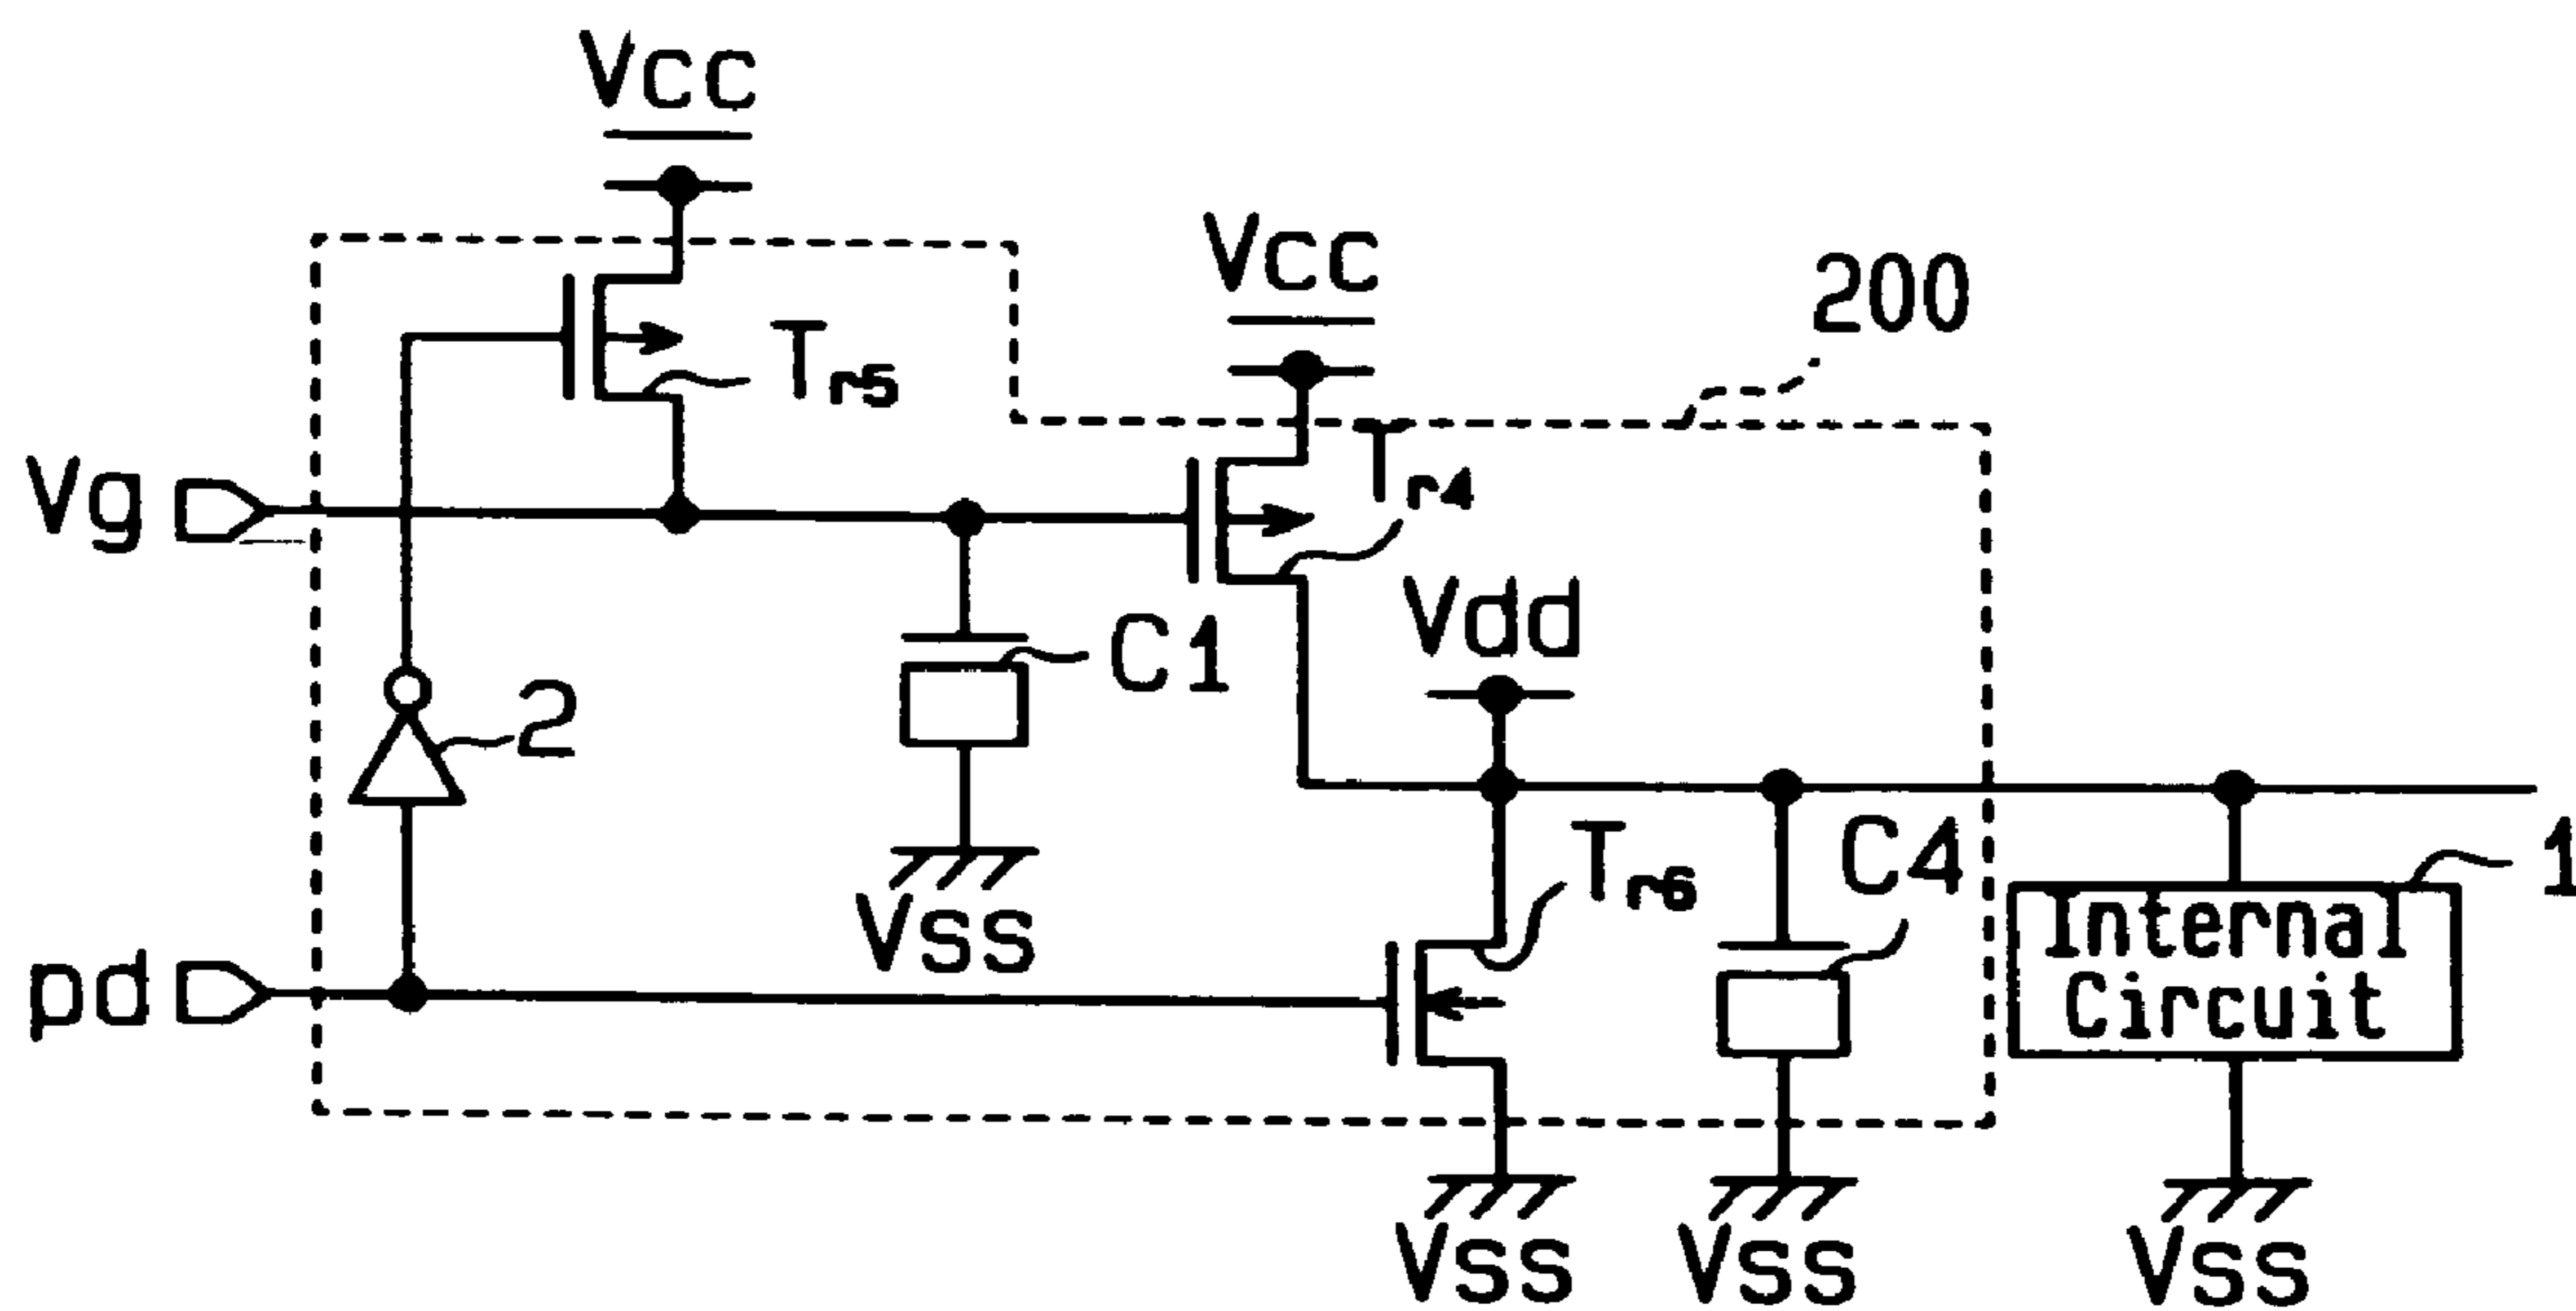 Vcc
Vcc
200
Tr5
Tr4
Vg
Vdd
C1
2
Tr6
C4
1
Internal
Circuit
Vss
pd
Vss
Vss
Vss